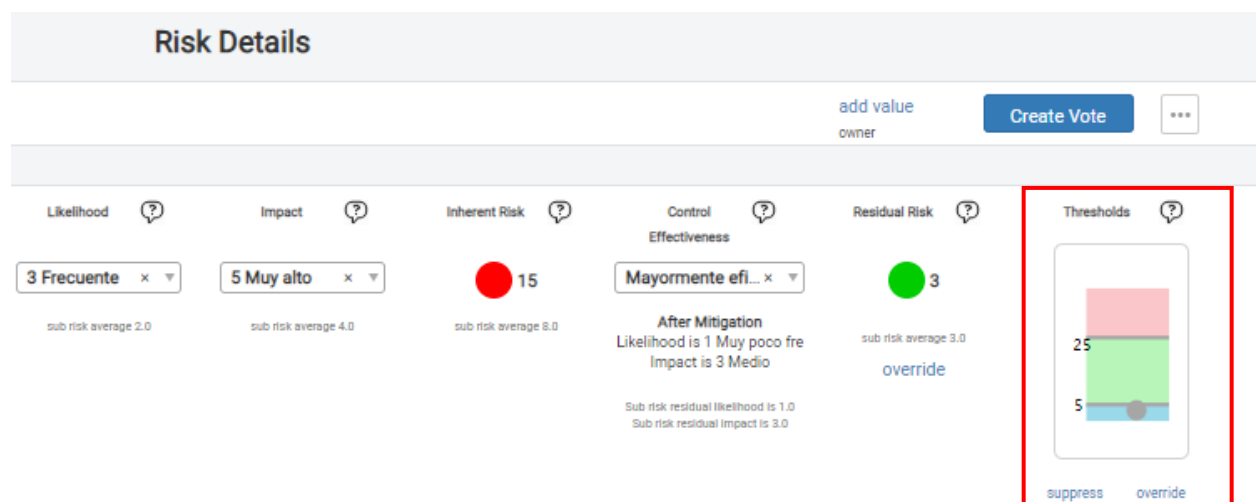 Risk Details
add value
owner
Create Vote
Likelihood
Impact
Inherent Risk
Control
Effectiveness
Residual Risk
Thresholds
3 Frecuente
5 Muy alto
15
Mayormente efi...
3
sub risk average 2.0
sub risk average 4.0
sub risk average 8.0
After Mitigation
Likelihood is 1 Muy poco fre
Impact is 3 Medio
Sub risk residual likelihood is 1.0
Sub risk residual impact is 3.0
sub risk average 3.0
override
25
5
suppress
override